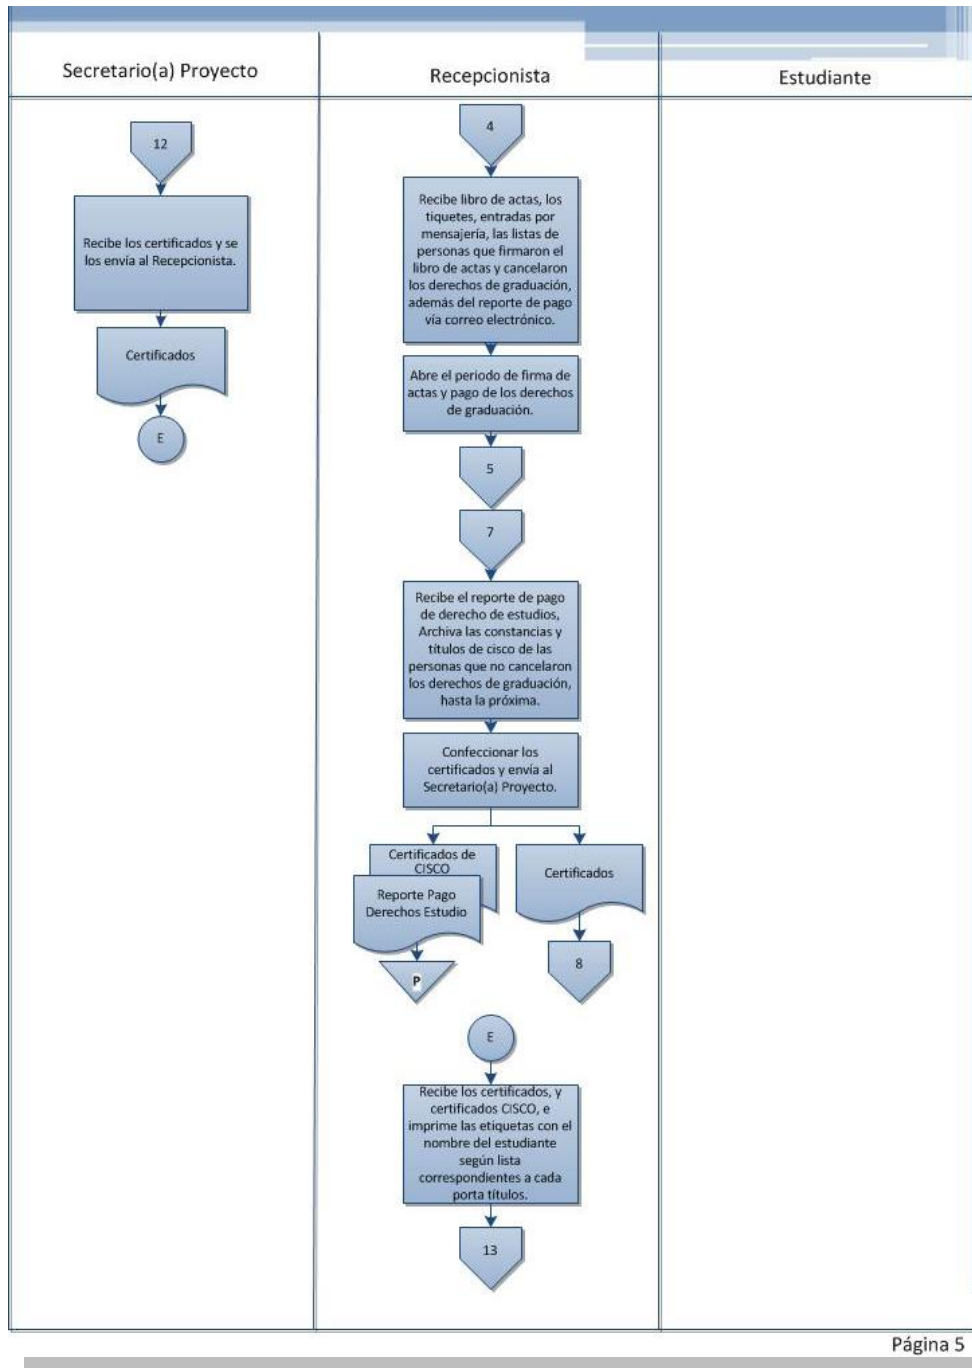 Secretario(a) Proyecto
Recepcionista
Estudiante
12
Recibe los certificados y se
los envía al Recepcionista.
Certificados
E
4
Recibe libro de actas, los
tiquetes, entradas por
mensajería, las listas de
personas que firmaron el
libro de actas y cancelaron
los derechos de graduación,
además del reporte de pago
vía correo electrónico.
Abre el periodo de firma de
actas y pago de los derechos
de graduación.
5
7
Recibe el reporte de pago
de derecho de estudios,
Archiva las constancias y
títulos de cisco de las
personas que no cancelaron
los derechos de graduación,
hasta la próxima.
Confeccionar los
certificados y envía al
Secretario(a) Proyecto.
Certificados de
CISCO
Reporte Pago
Derechos Estudio
P
Certificados
8
E
Recibe los certificados, y
certificados CISCO, e
imprime las etiquetas con el
nombre del estudiante
según lista
correspondientes a cada
porta títulos.
13
Página 5